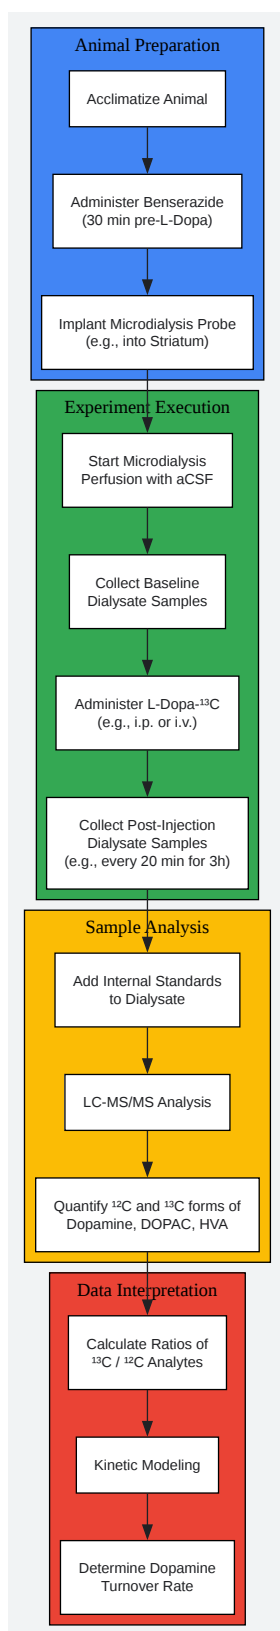 Animal Preparation
Acclimatize Animal
Administer Benserazide
(30 min pre-L-Dopa)
Implant Microdialysis Probe
(e.g., into Striatum)
Experiment Execution
Start Microdialysis
Perfusion with aCSF
Collect Baseline
Dialysate Samples
Administer L-Dopa-¹³C
(e.g., i.p. or i.v.)
Collect Post-Injection
Dialysate Samples
(e.g., every 20 min for 3h)
Sample Analysis
Add Internal Standards
to Dialysate
LC-MS/MS Analysis
Quantify ¹²C and ¹³C forms of
Dopamine, DOPAC, HVA
Data Interpretation
Calculate Ratios of
¹³C / ¹²C Analytes
Kinetic Modeling
Determine Dopamine
Turnover Rate